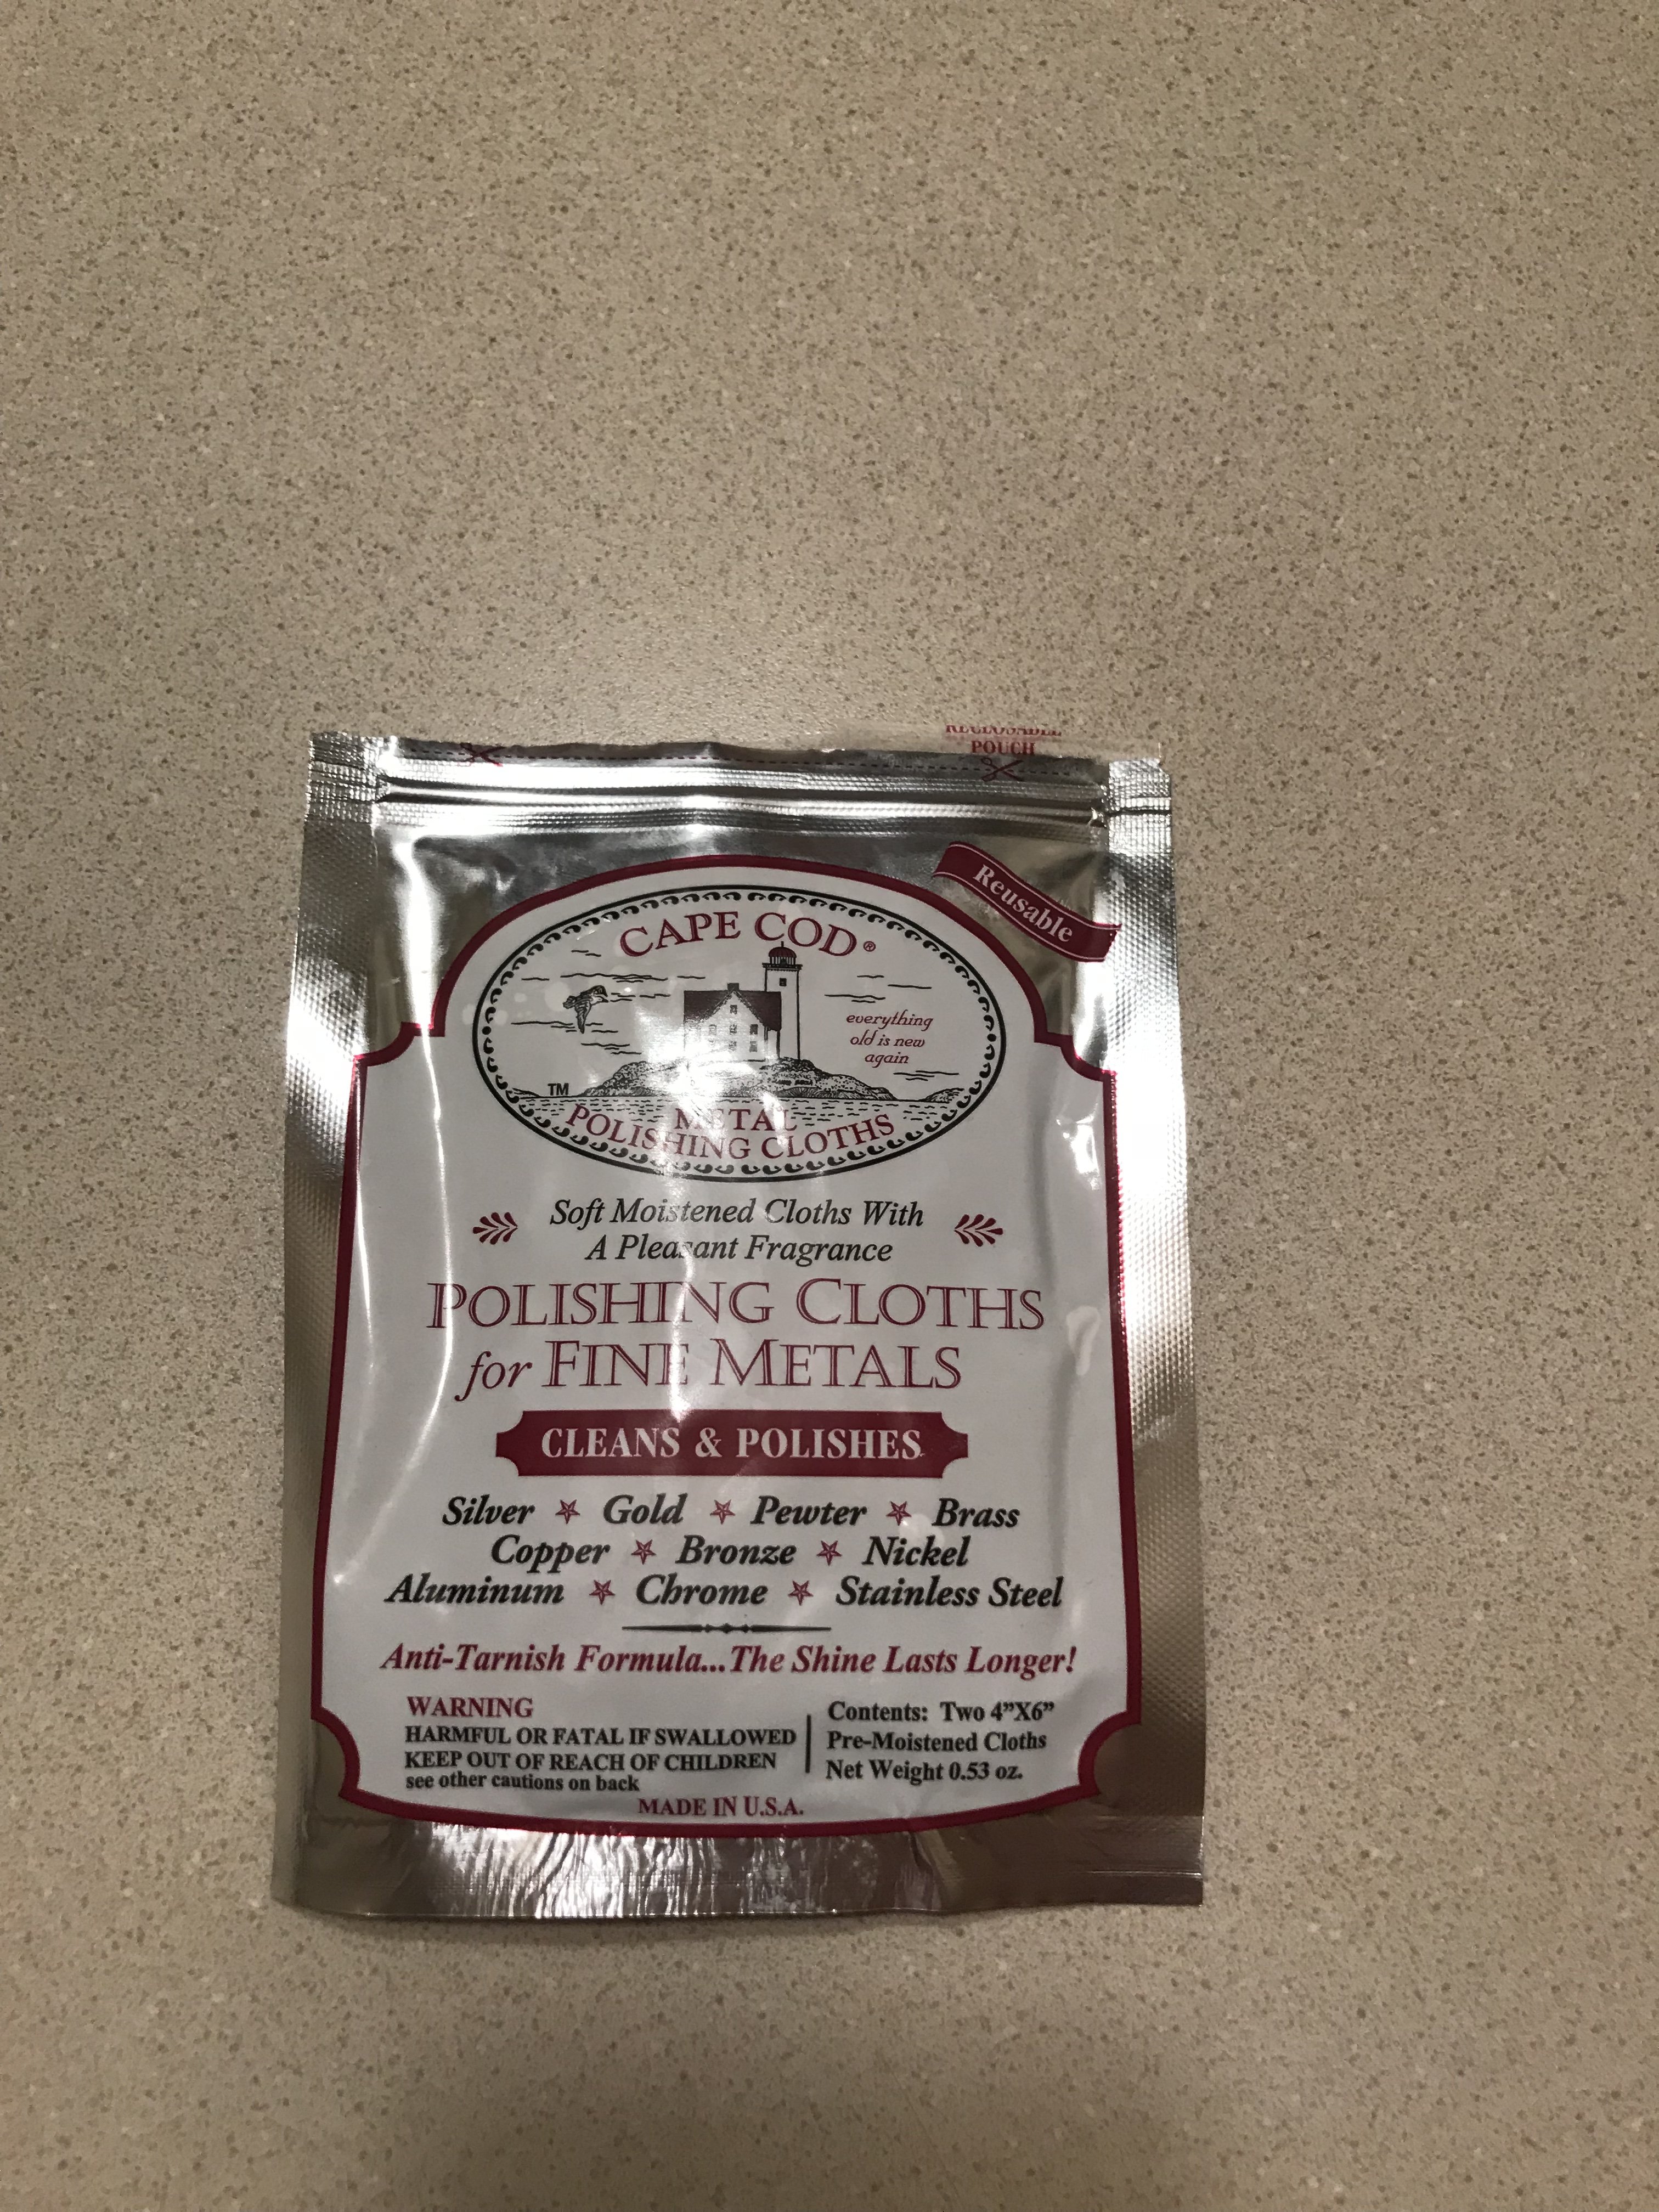 RECLOSABLE
POUCH
Reusable
CAPE COD®
everything
old is new
again
TM
METAL
POLISHING CLOTHS
Soft Moistened Cloths With
A Pleasant Fragrance
POLISHING CLOTHS
for FINE METALS
CLEANS & POLISHES
Silver Gold Pewter Brass
Copper Bronze Nickel
Aluminum Chrome Stainless Steel
Anti-Tarnish Formula...The Shine Lasts Longer!
WARNING
HARMFUL OR FATAL IF SWALLOWED
KEEP OUT OF REACH OF CHILDREN
see other cautions on back
Contents: Two 4”X6”
Pre-Moistened Cloths
Net Weight 0.53 oz.
MADE IN U.S.A.